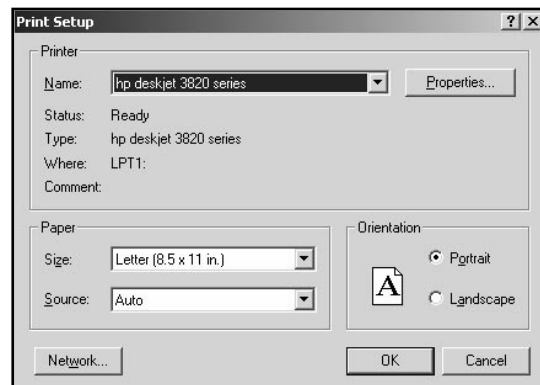 Print Setup
Printer
Name: hp deskjet 3820 series Properties...
Status: Ready
Type: hp deskjet 3820 series
Where: LPT1:
Comment:
Paper
Size: Letter (8.5 x 11 in.)
Source: Auto
Orientation
A
Portrait
Landscape
Network... OK Cancel